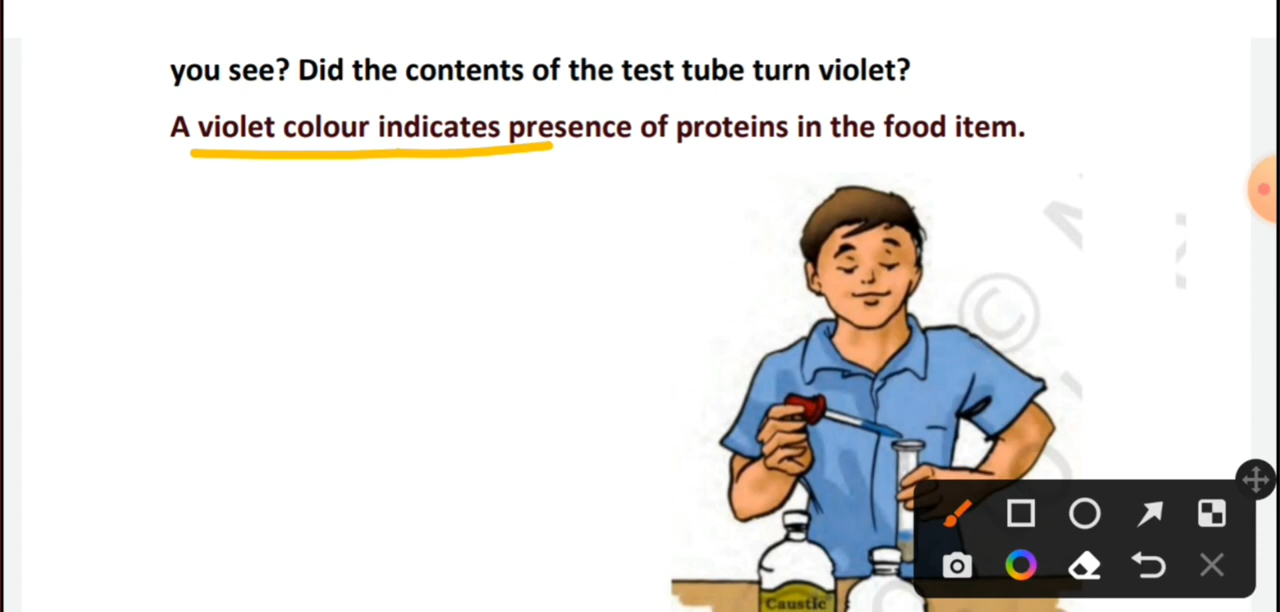 you see? Did the contents of the test tube turn violet?
A violet colour indicates presence of proteins in the food item.
©
Caustic